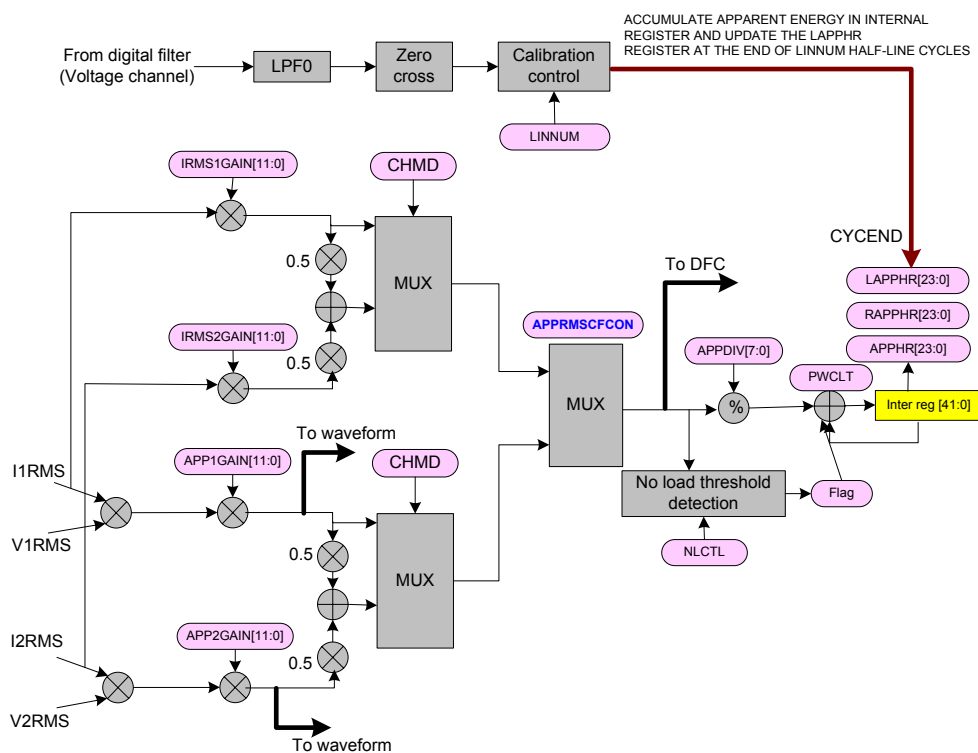 ACCUMULATE APPARENT ENERGY IN INTERNAL
REGISTER AND UPDATE THE LAPPHR
REGISTER AT THE END OF LINNUM HALF-LINE CYCLES
From digital filter
(Voltage channel)
LPF0
Zero
cross
Calibration
control
LINNUM
IRMS1GAIN[11:0]
CHMD
0.5
MUX
IRMS2GAIN[11:0]
0.5
CYCEND
To DFC
LAPPHR[23:0]
RAPPHR[23:0]
APPHR[23:0]
APPRMSCFCON
APPDIV[7:0]
PWCLT
MUX
%
Inter reg [41:0]
To waveform
CHMD
I1RMS
APP1GAIN[11:0]
V1RMS
No load threshold
detection
Flag
NLCTL
0.5
MUX
I2RMS
APP2GAIN[11:0]
0.5
V2RMS
To waveform